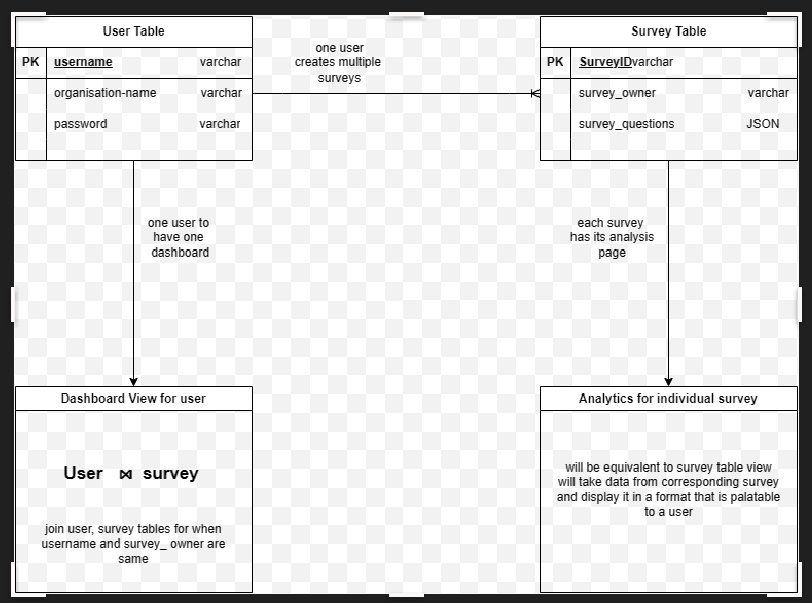 User Table
PK username varchar
organisation-name varchar
password varchar
one user
creates multiple
surveys
Survey Table
PK SurveyID varchar
survey_owner varchar
survey_questions JSON
one user to
have one
dashboard
each survey
has its analysis
page
Dashboard View for user
User ⋈ survey
join user, survey tables for when
username and survey_ owner are
same
Analytics for individual survey
will be equivalent to survey table view
will take data from corresponding survey
and display it in a format that is palatable
to a user